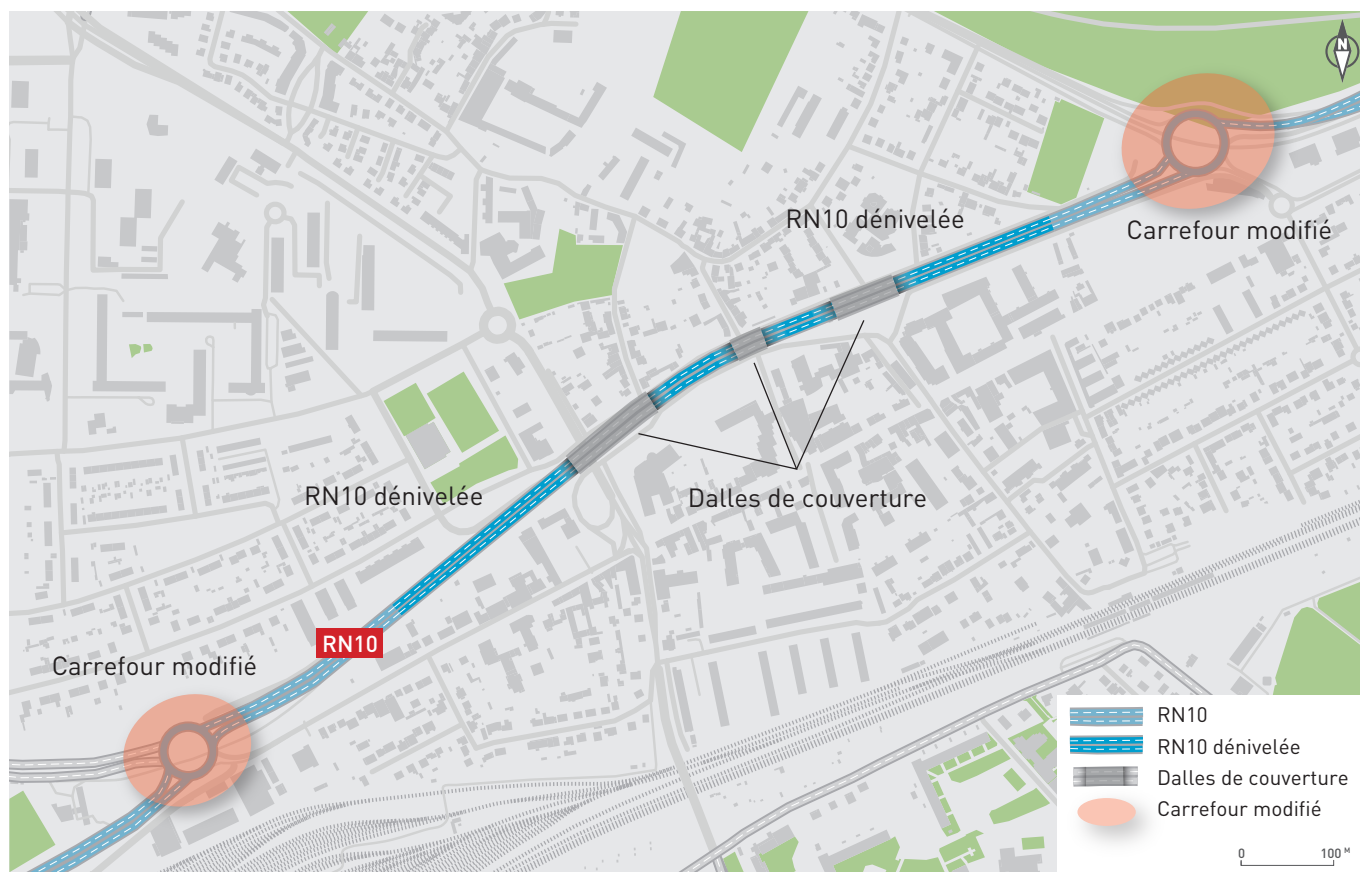 N
RN10 dénivelée
Carrefour modifié
RN10 dénivelée
Dalles de couverture
RN10
Carrefour modifié
RN10
RN10 dénivelée
Dalles de couverture
Carrefour modifié
0 100 M